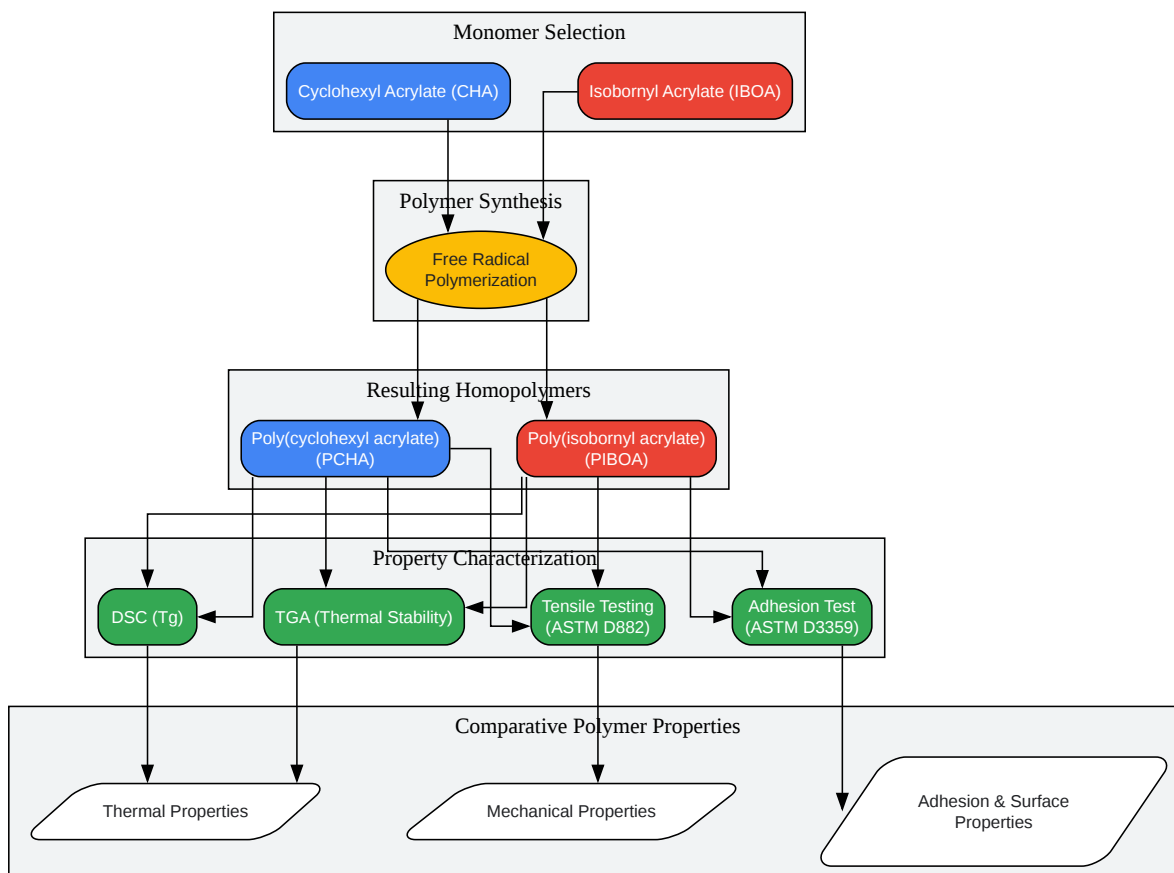 Monomer Selection
Cyclohexyl Acrylate (CHA)
Isobornyl Acrylate (IBOA)
Polymer Synthesis
Free Radical
Polymerization
Resulting Homopolymers
Poly(cyclohexyl acrylate)
(PCHA)
Poly(isobornyl acrylate)
(PIBOA)
Property Characterization
DSC (Tg)
TGA (Thermal Stability)
Tensile Testing
(ASTM D882)
Adhesion Test
(ASTM D3359)
Comparative Polymer Properties
Thermal Properties
Mechanical Properties
Adhesion & Surface
Properties